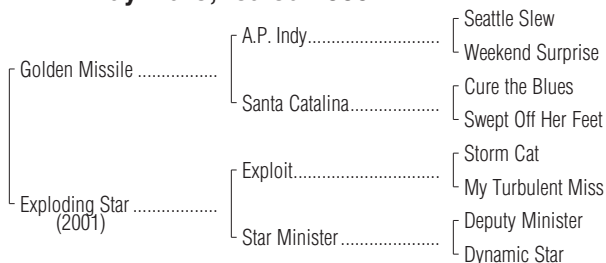 A.P. Indy
Seattle Slew
Weekend Surprise
Golden Missile
Santa Catalina
Cure the Blues
Swept Off Her Feet
Exploit
Storm Cat
My Turbulent Miss
Exploding Star
(2001)
Star Minister
Deputy Minister
Dynamic Star